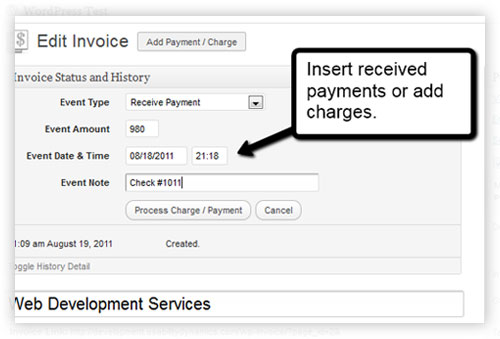 WordPress Test
Edit Invoice
Add Payment / Charge
Invoice Status and History
Insert received
payments or add
charges.
Event Type
Receive Payment
Event Amount
980
Event Date & Time
08/18/2011
21:18
Event Note
Check #1011
Process Charge / Payment
Cancel
1:09 am August 19, 2011
Created.
oggle History Detail
Web Development Services